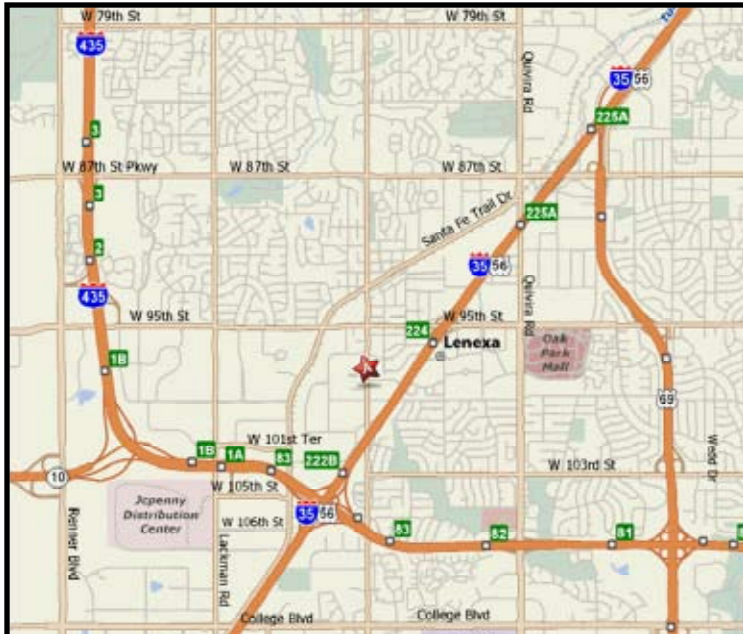 W 79th St
W 79th St
435
35 56
Quivira Rd
225A
3
W 87th St Pkwy
W 87th St
W 87th St
3
Santa Fe Trail Dr
225A
2
35 56
435
Quivira Rd
W 95th St
W 95th St
224
Lenexa
Oak
Park
Mall
1B
69
W 101st Ter
Wedd Dr
1B
1A
83
222B
W 103rd St
10
W 105th St
Jcpenny
Distribution
Center
35 56
W 106th St
83
82
81
8
Renner Blvd
Lackman Rd
College Blvd
College Blvd